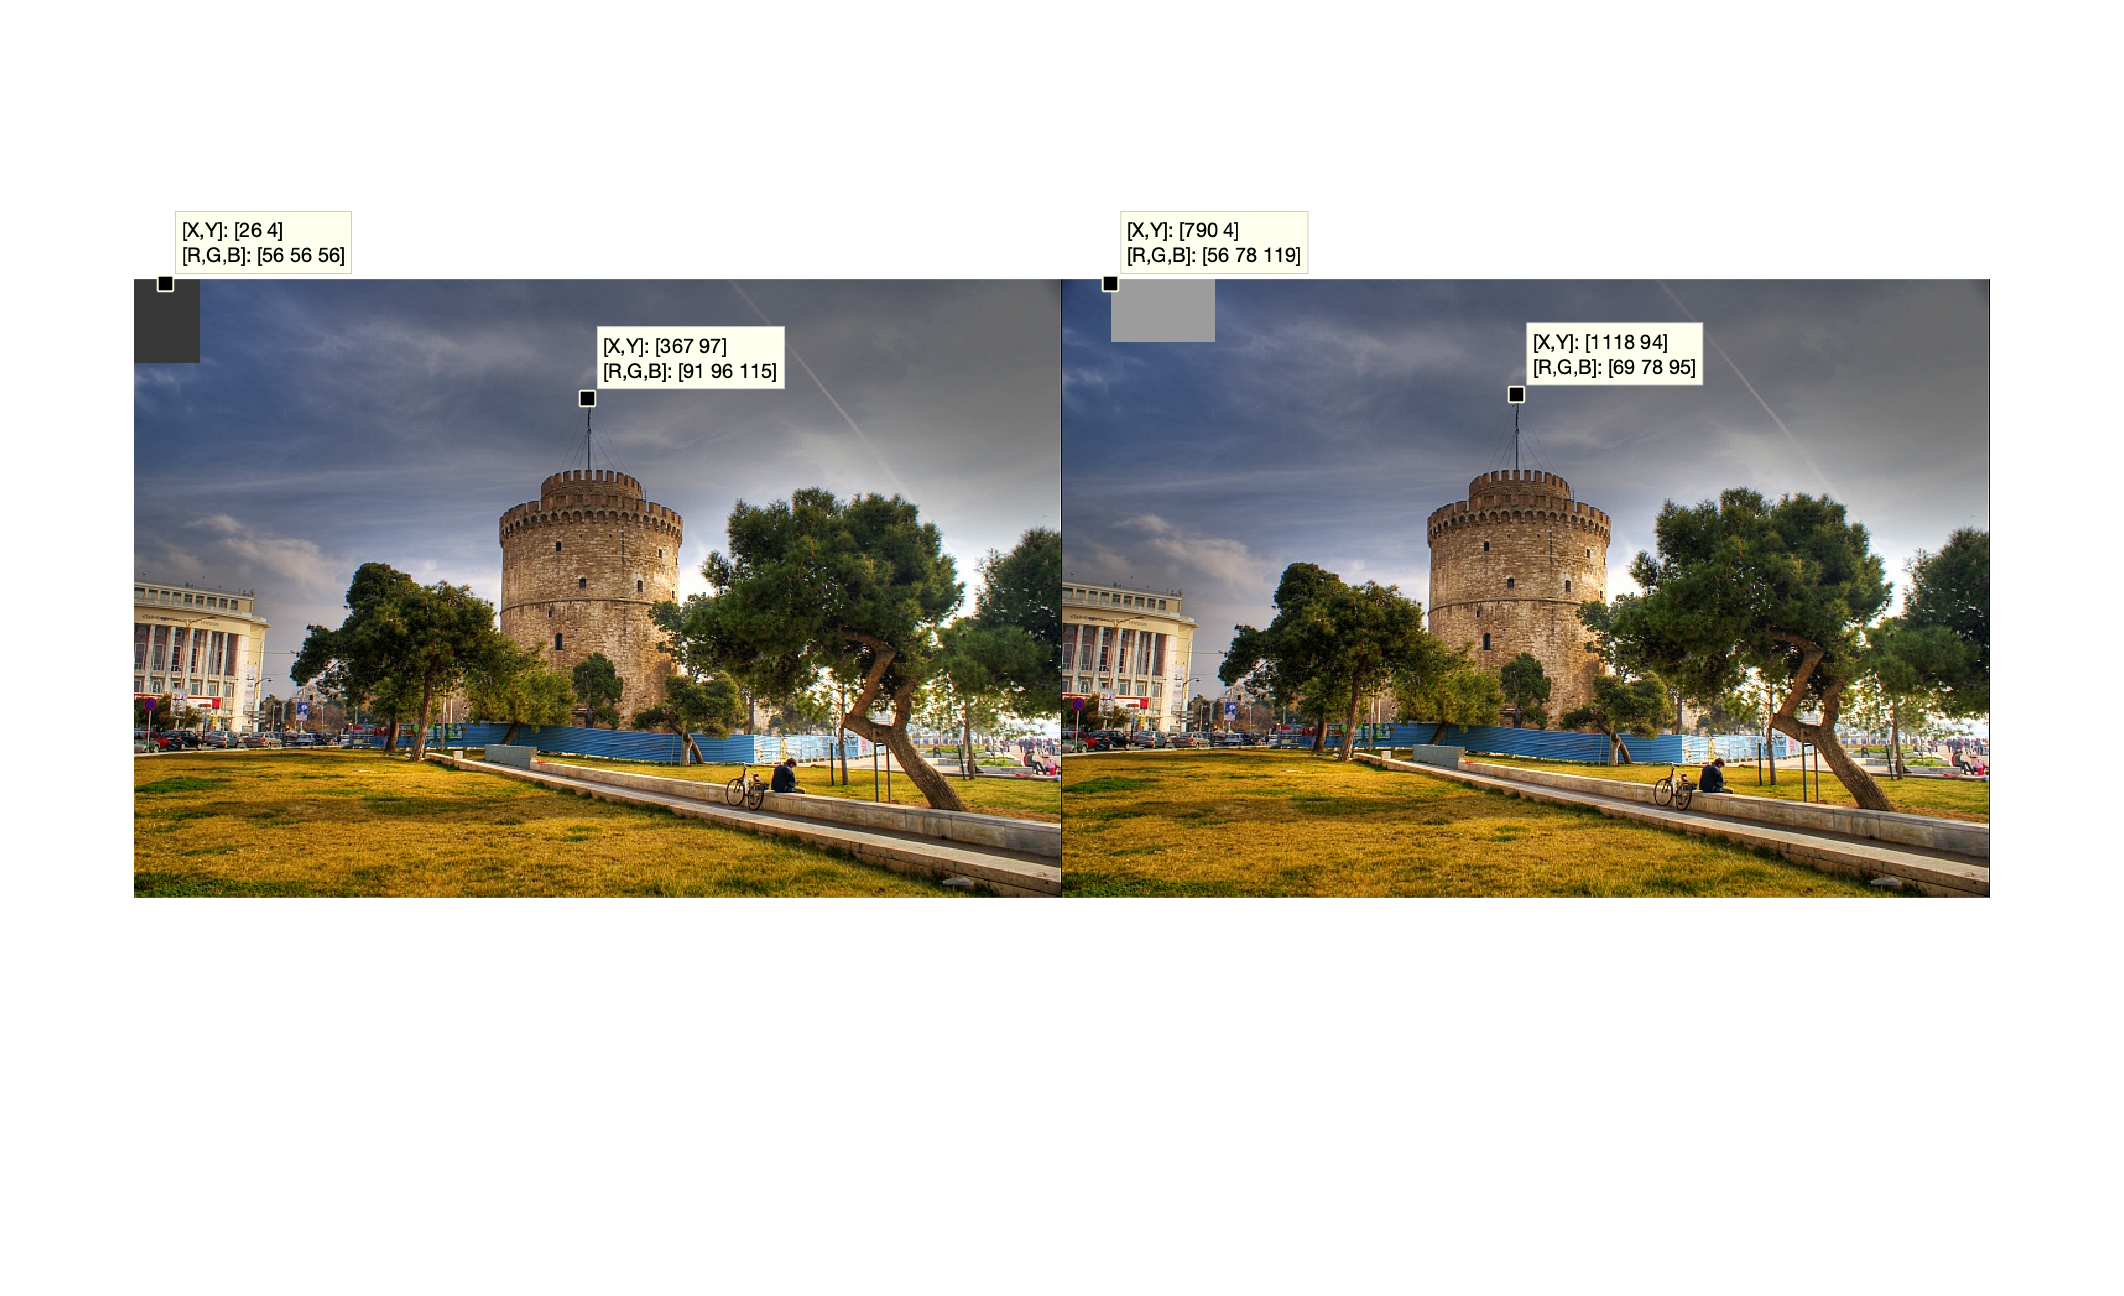 [X,Y]: [26 4]
[R,G,B]: [56 56 56]
[X,Y]: [790 4]
[R,G,B]: [56 78 119]
[X,Y]: [367 97]
[R,G,B]: [91 96 115]
[X,Y]: [1118 94]
[R,G,B]: [69 78 95]